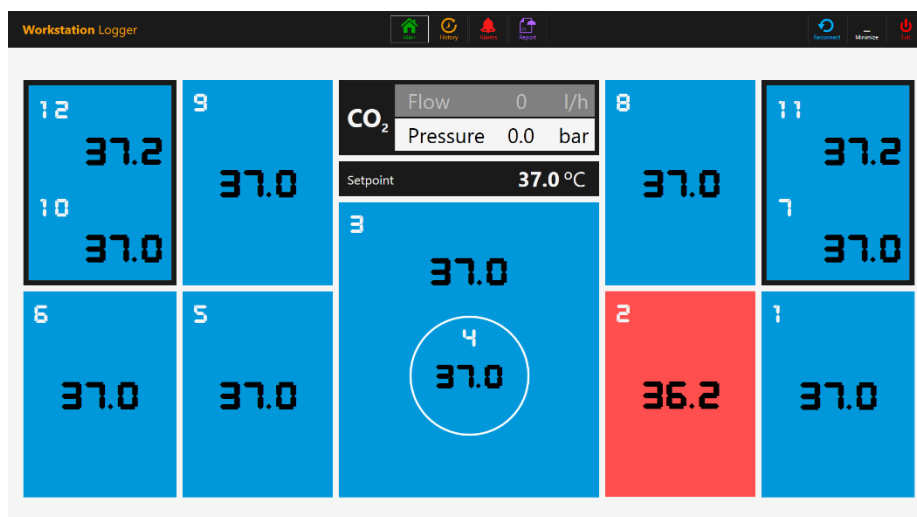 Workstation Logger
Main
History
Alarms
Report
Reconnect
Minimize
Exit
12
37.2
10
37.0
9
37.0
CO2
Flow 0 l/h
Pressure 0.0 bar
Setpoint 37.0 °C
8
37.0
11
37.2
7
37.0
3
37.0
4
37.0
6
37.0
5
37.0
2
36.2
1
37.0